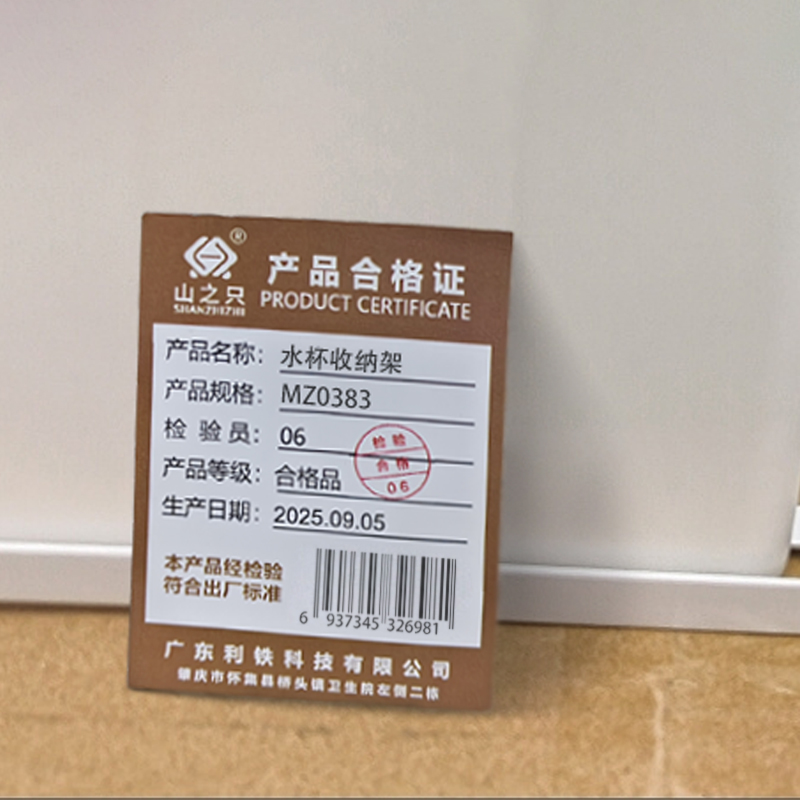 ®
山之只
SHANZHIZHI
产品合格证
PRODUCT CERTIFICATE
产品名称：水杯收纳架
产品规格：MZ0383
检验员：06
产品等级：合格品
生产日期：2025.09.05
检验
合格
06
本产品经检验
符合出厂标准
6 937345 326981
广东利铁科技有限公司
肇庆市怀集县桥头镇卫生院左侧二栋